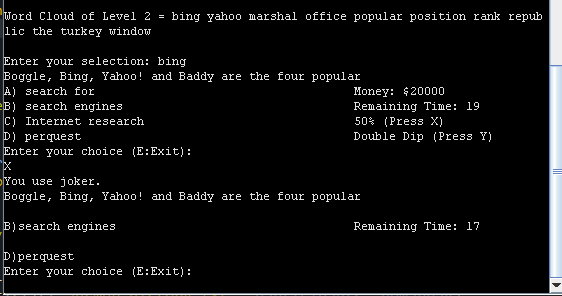 Word Cloud of Level 2 = bing yahoo marshal office popular position rank repub
lic the turkey window
Enter your selection: bing
Boggle, Bing, Yahoo! and Baddy are the four popular
A) search for Money: $20000
B) search engines Remaining Time: 19
C) Internet research 50% (Press X)
D) perquest Double Dip (Press Y)
Enter your choice (E:Exit):
X
You use joker.
Boggle, Bing, Yahoo! and Baddy are the four popular
B)search engines Remaining Time: 17
D)perquest
Enter your choice (E:Exit):